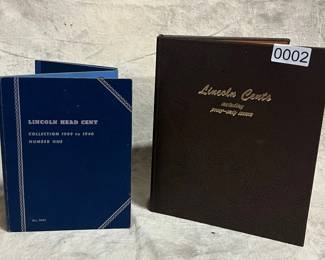 LINCOLN HEAD CENT
COLLECTION 1909 to 1940
NUMBER ONE
0002
Lincoln Cents
including
proof-only issues